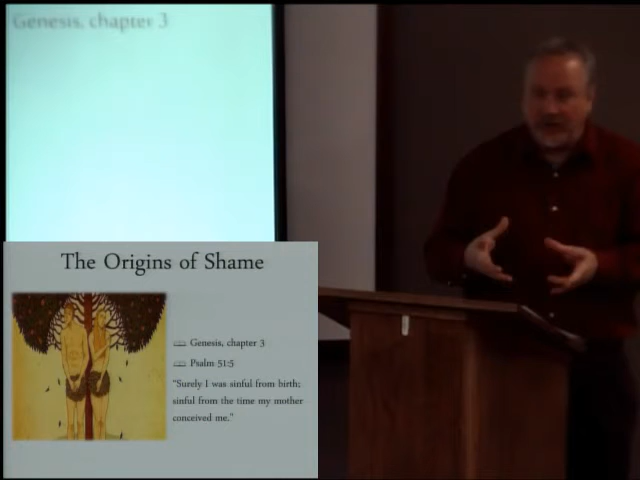 Genesis, chapter 3
The Origins of Shame
Genesis, chapter 3
Psalm 51:5
"Surely I was sinful from birth;
sinful from the time my mother
conceived me."